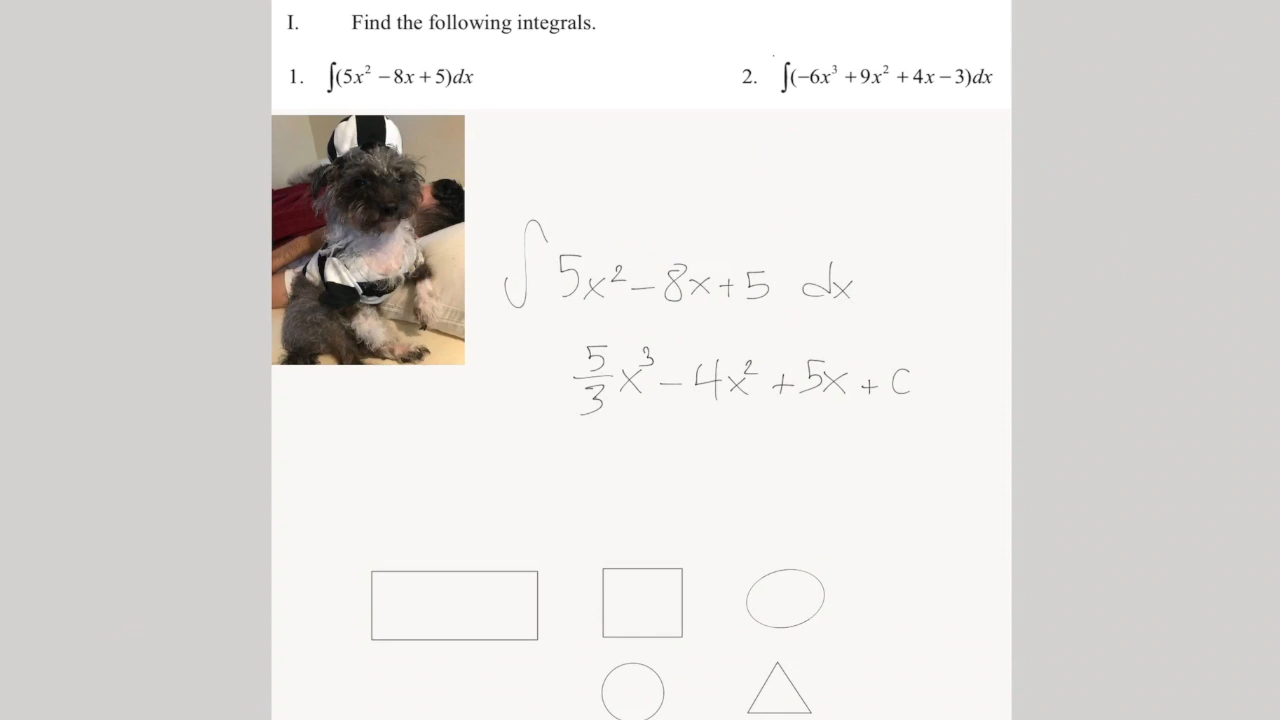 I. Find the following integrals.
1. ∫(5x² − 8x + 5)dx 2. ∫(−6x³ + 9x² + 4x − 3)dx
∫ 5x² − 8x + 5 dx
5/3 x³ − 4x² + 5x + C